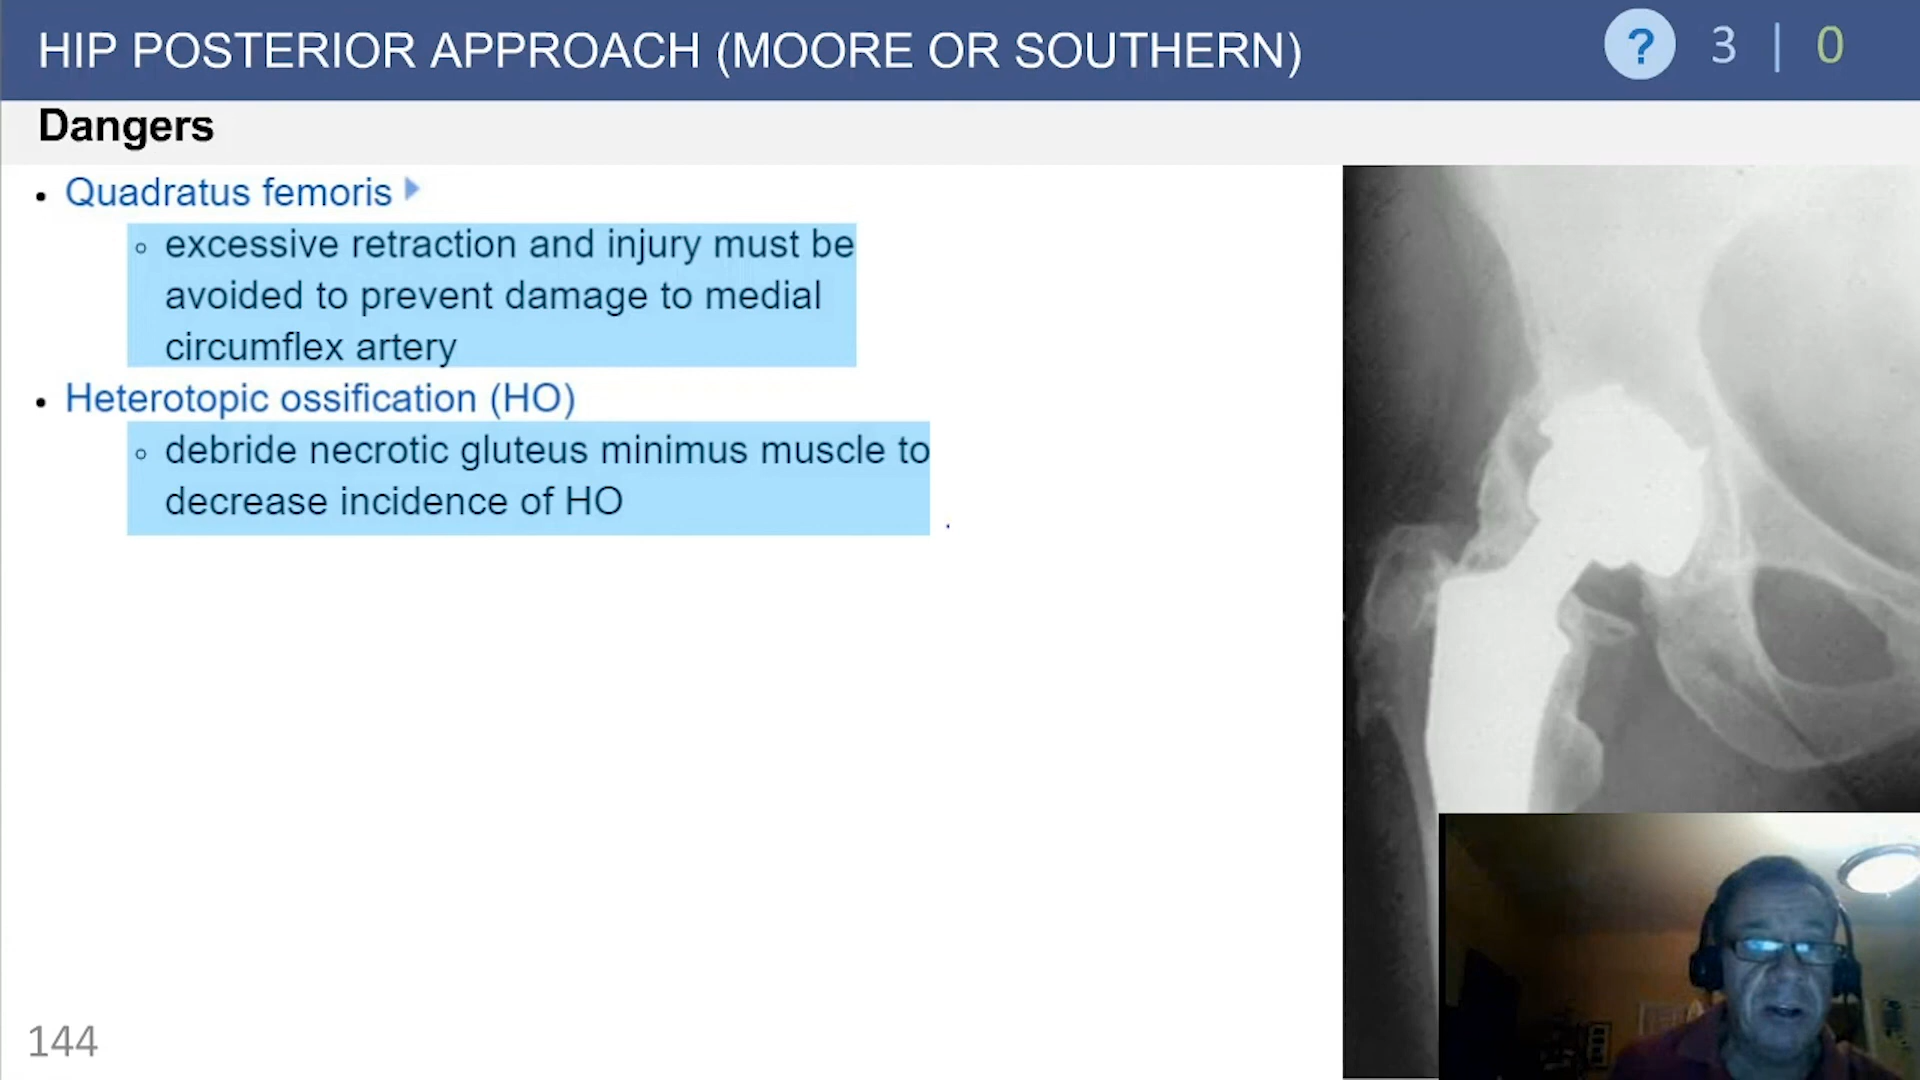 HIP POSTERIOR APPROACH (MOORE OR SOUTHERN)
? 3 | 0
Dangers
• Quadratus femoris
◦ excessive retraction and injury must be
avoided to prevent damage to medial
circumflex artery
• Heterotopic ossification (HO)
◦ debride necrotic gluteus minimus muscle to
decrease incidence of HO
144